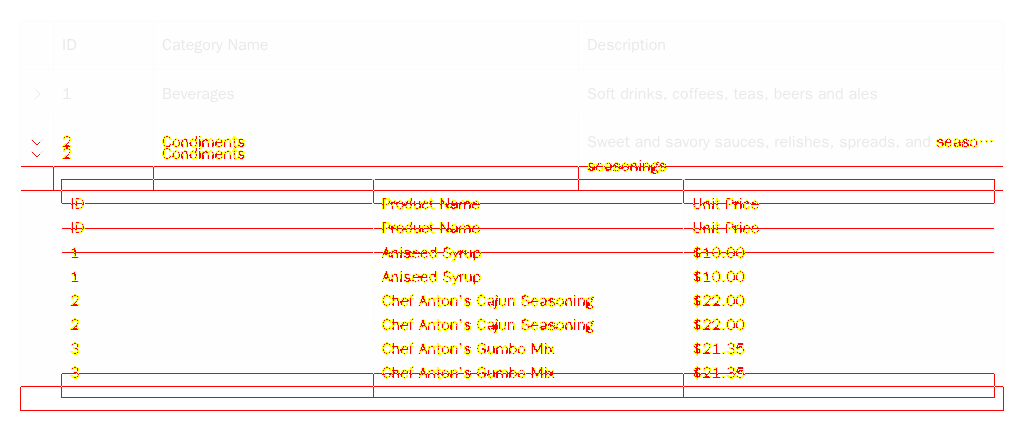 ID Category Name Description
1 Beverages Soft drinks, coffees, teas, beers and ales
2 Condiments Sweet and savory sauces, relishes, spreads, and seaso…
2 Condiments
seasonings
ID Product Name Unit Price
ID Product Name Unit Price
1 Aniseed Syrup $10.00
1 Aniseed Syrup $10.00
2 Chef Anton's Cajun Seasoning $22.00
2 Chef Anton's Cajun Seasoning $22.00
3 Chef Anton's Gumbo Mix $21.35
3 Chef Anton's Gumbo Mix $21.35